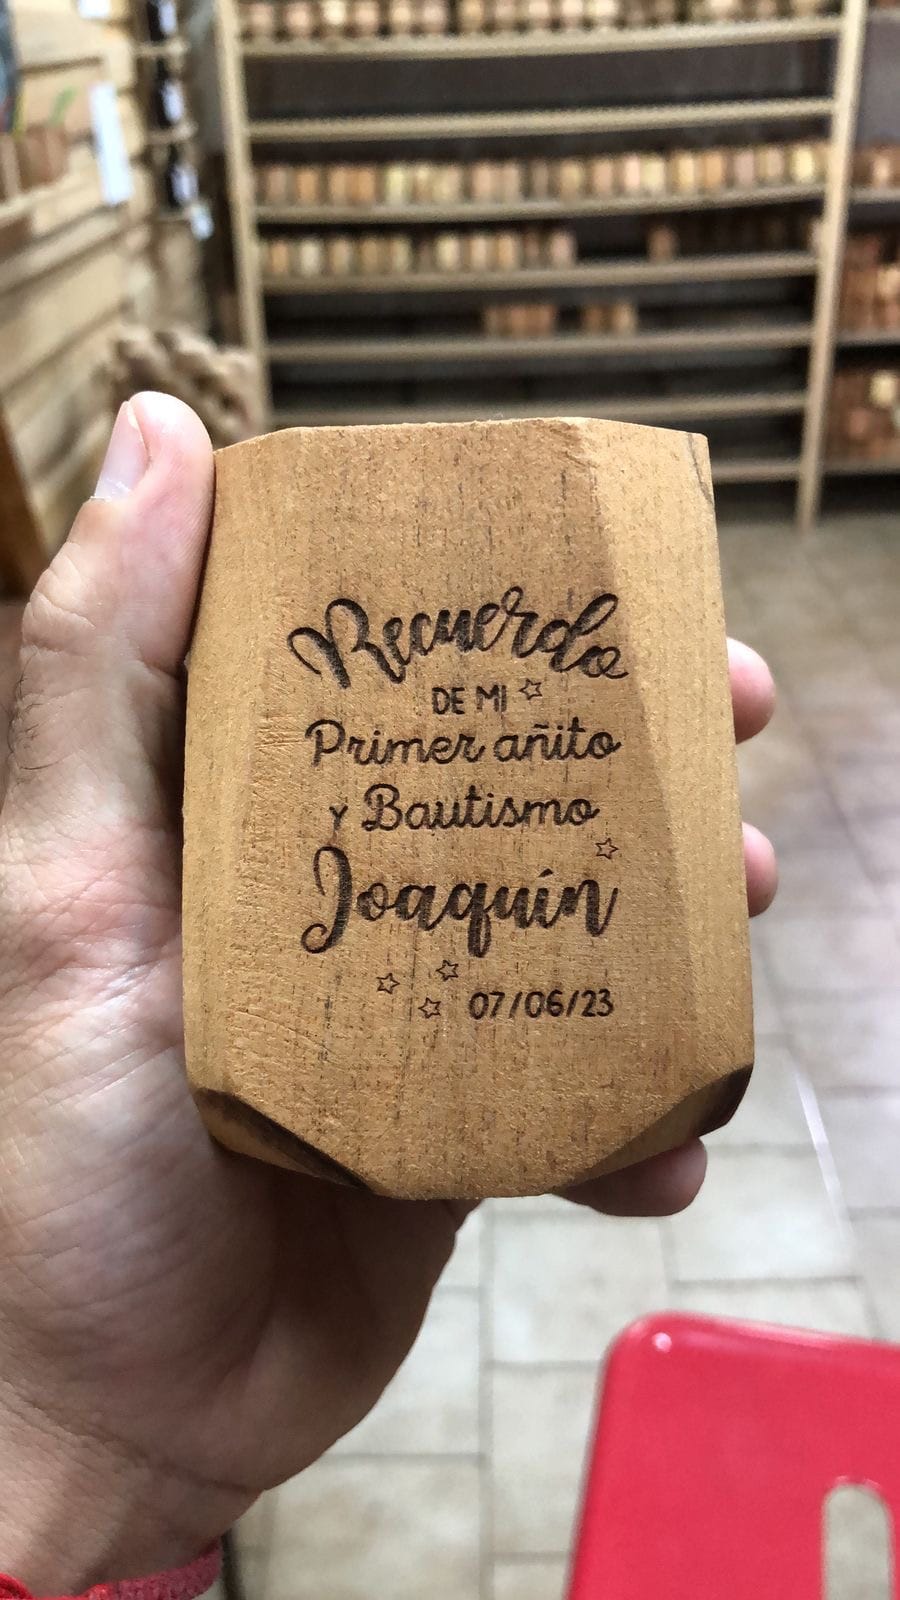 Recuerdo
DE MI
Primer añito
y Bautismo
Joaquín
07/06/23